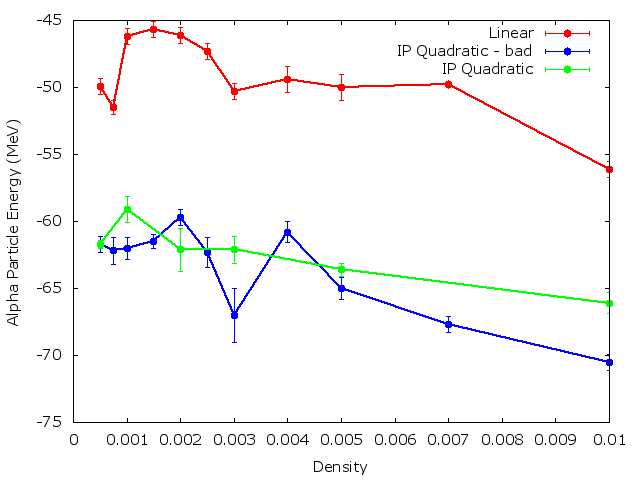 -45
-50
-55
-60
-65
-70
-75
Alpha Particle Energy (MeV)
Linear
IP Quadratic - bad
IP Quadratic
0 0.001 0.002 0.003 0.004 0.005 0.006 0.007 0.008 0.009 0.01
Density